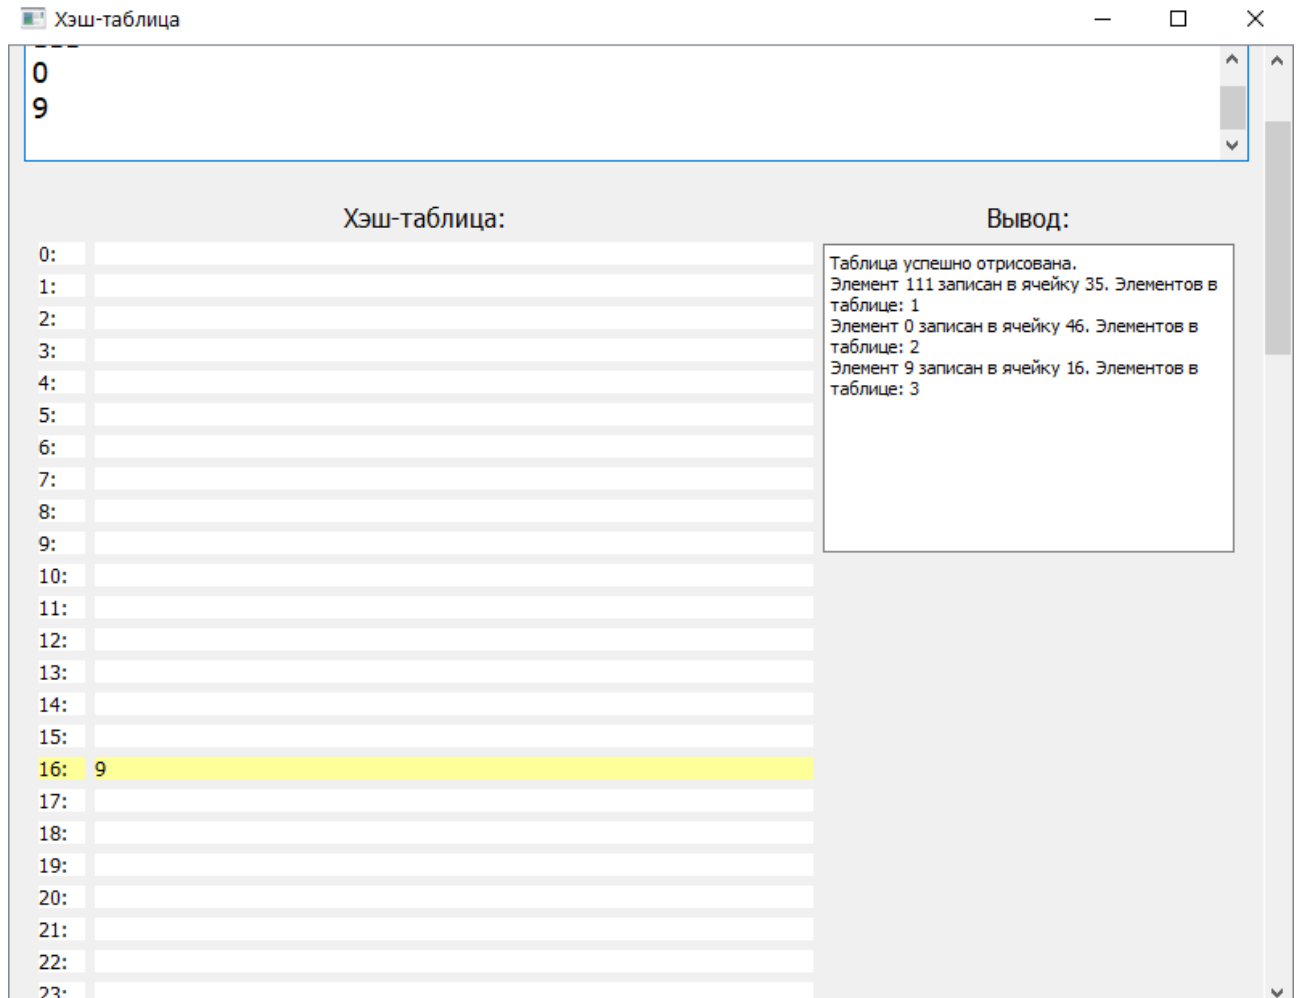 Хэш-таблица
0
9
Хэш-таблица:
Вывод:
0:
1:
2:
3:
4:
5:
6:
7:
8:
9:
10:
11:
12:
13:
14:
15:
16: 9
17:
18:
19:
20:
21:
22:
23:
Таблица успешно отрисована.
Элемент 111 записан в ячейку 35. Элементов в
таблице: 1
Элемент 0 записан в ячейку 46. Элементов в
таблице: 2
Элемент 9 записан в ячейку 16. Элементов в
таблице: 3